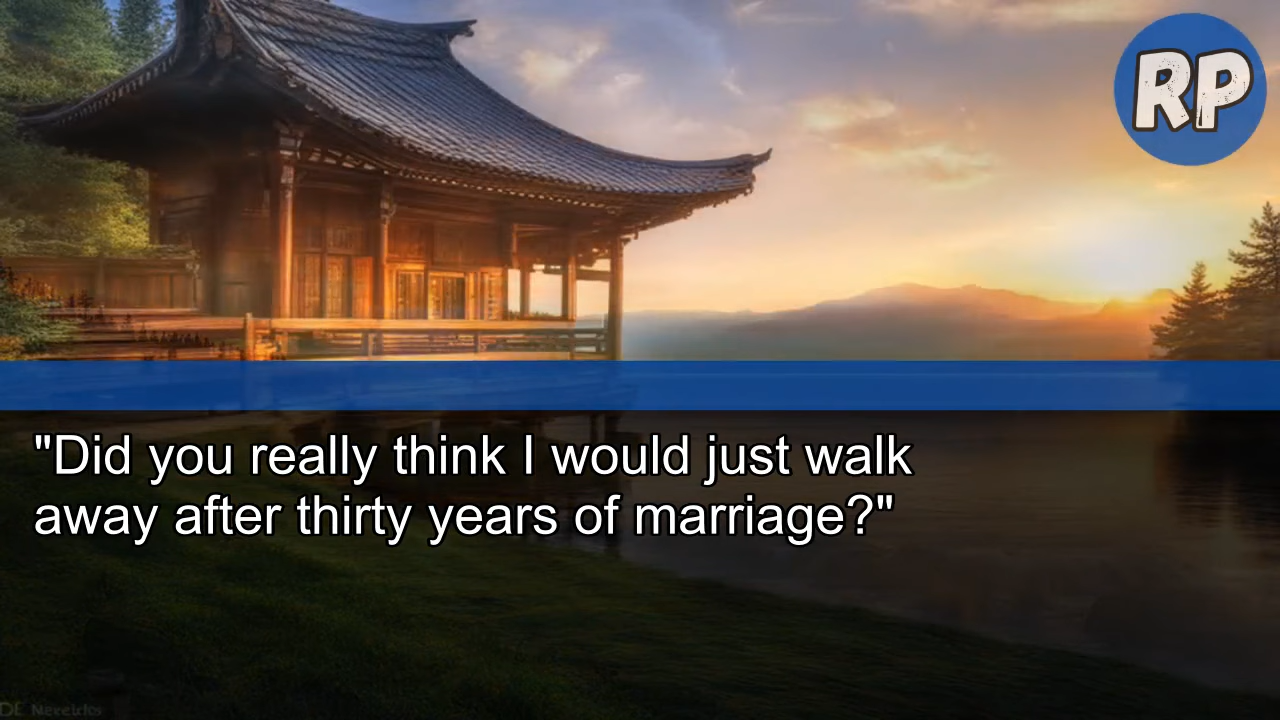 RP
"Did you really think I would just walk
away after thirty years of marriage?"